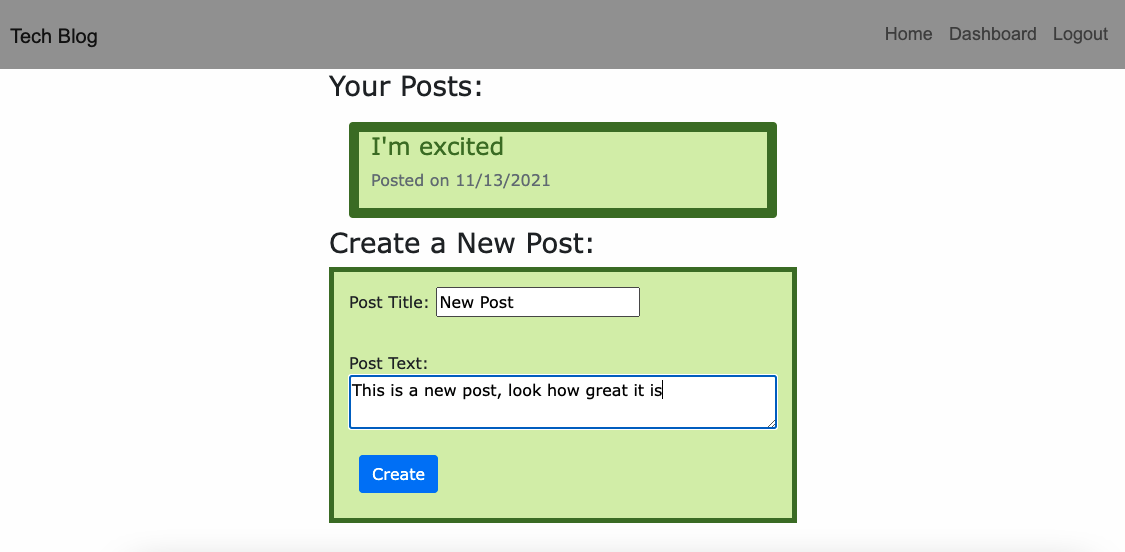 Tech Blog Home Dashboard Logout
Your Posts:
I'm excited
Posted on 11/13/2021
Create a New Post:
Post Title: New Post
Post Text:
This is a new post, look how great it is
Create